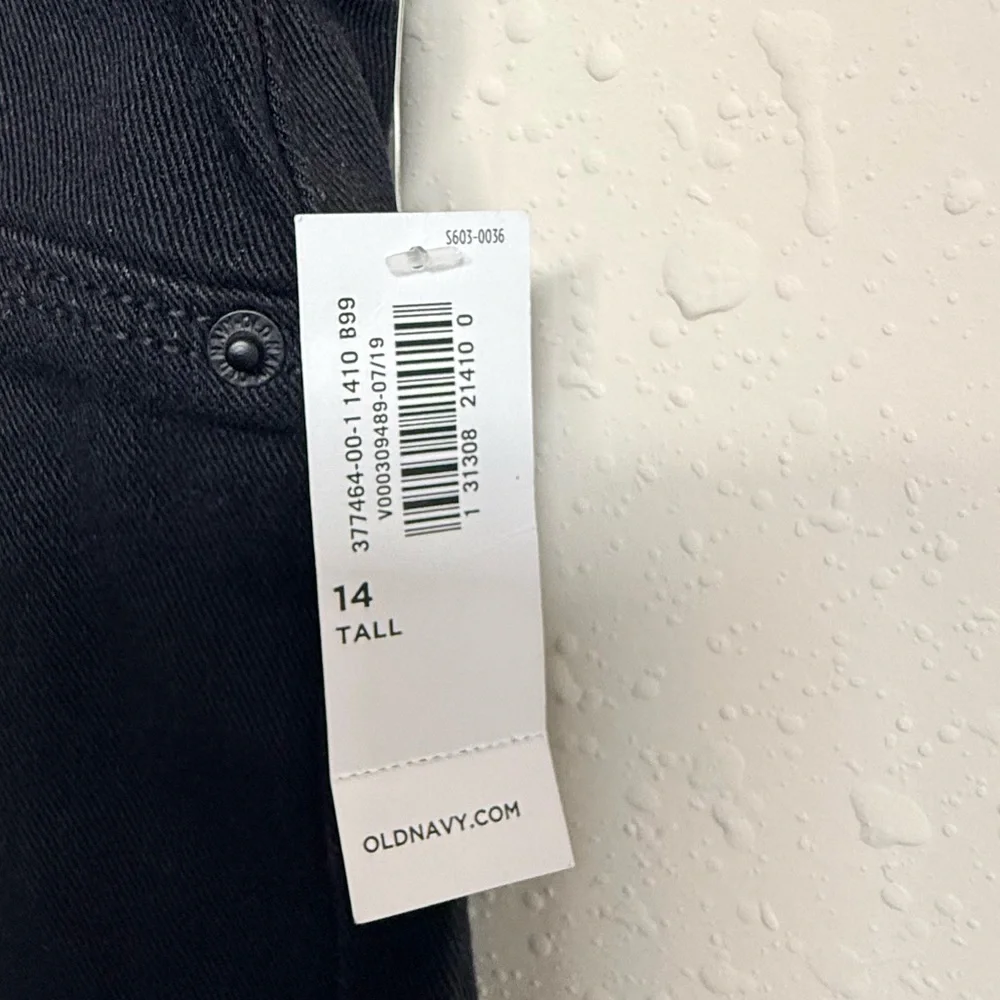 S603-0036
377464-00-1 1410 B99
V000309489-07/19
1 31308 21410 0
14
TALL
OLDNAVY.COM